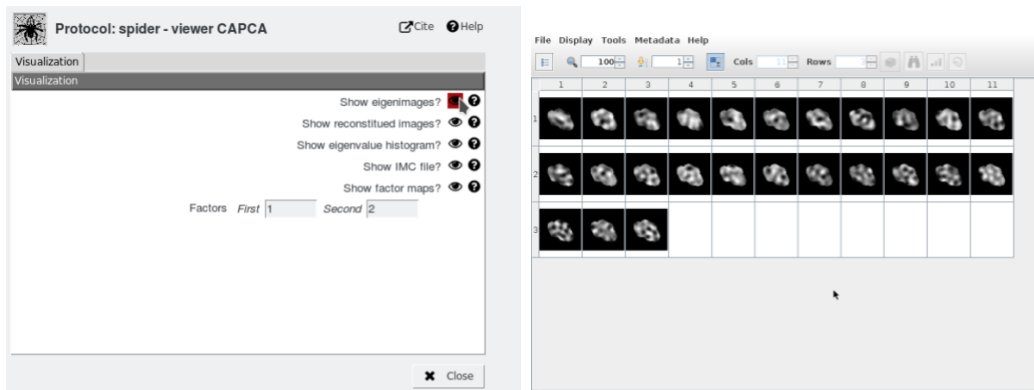 Protocol: spider - viewer CAPCA
Cite Help
Visualization
Visualization
Show eigenimages?
Show reconstitued images?
Show eigenvalue histogram?
Show IMC file?
Show factor maps?
Factors First 1 Second 2
Close
File Display Tools Metadata Help
100 1 Cols 11 Rows
1 2 3 4 5 6 7 8 9 10 11
1
2
3